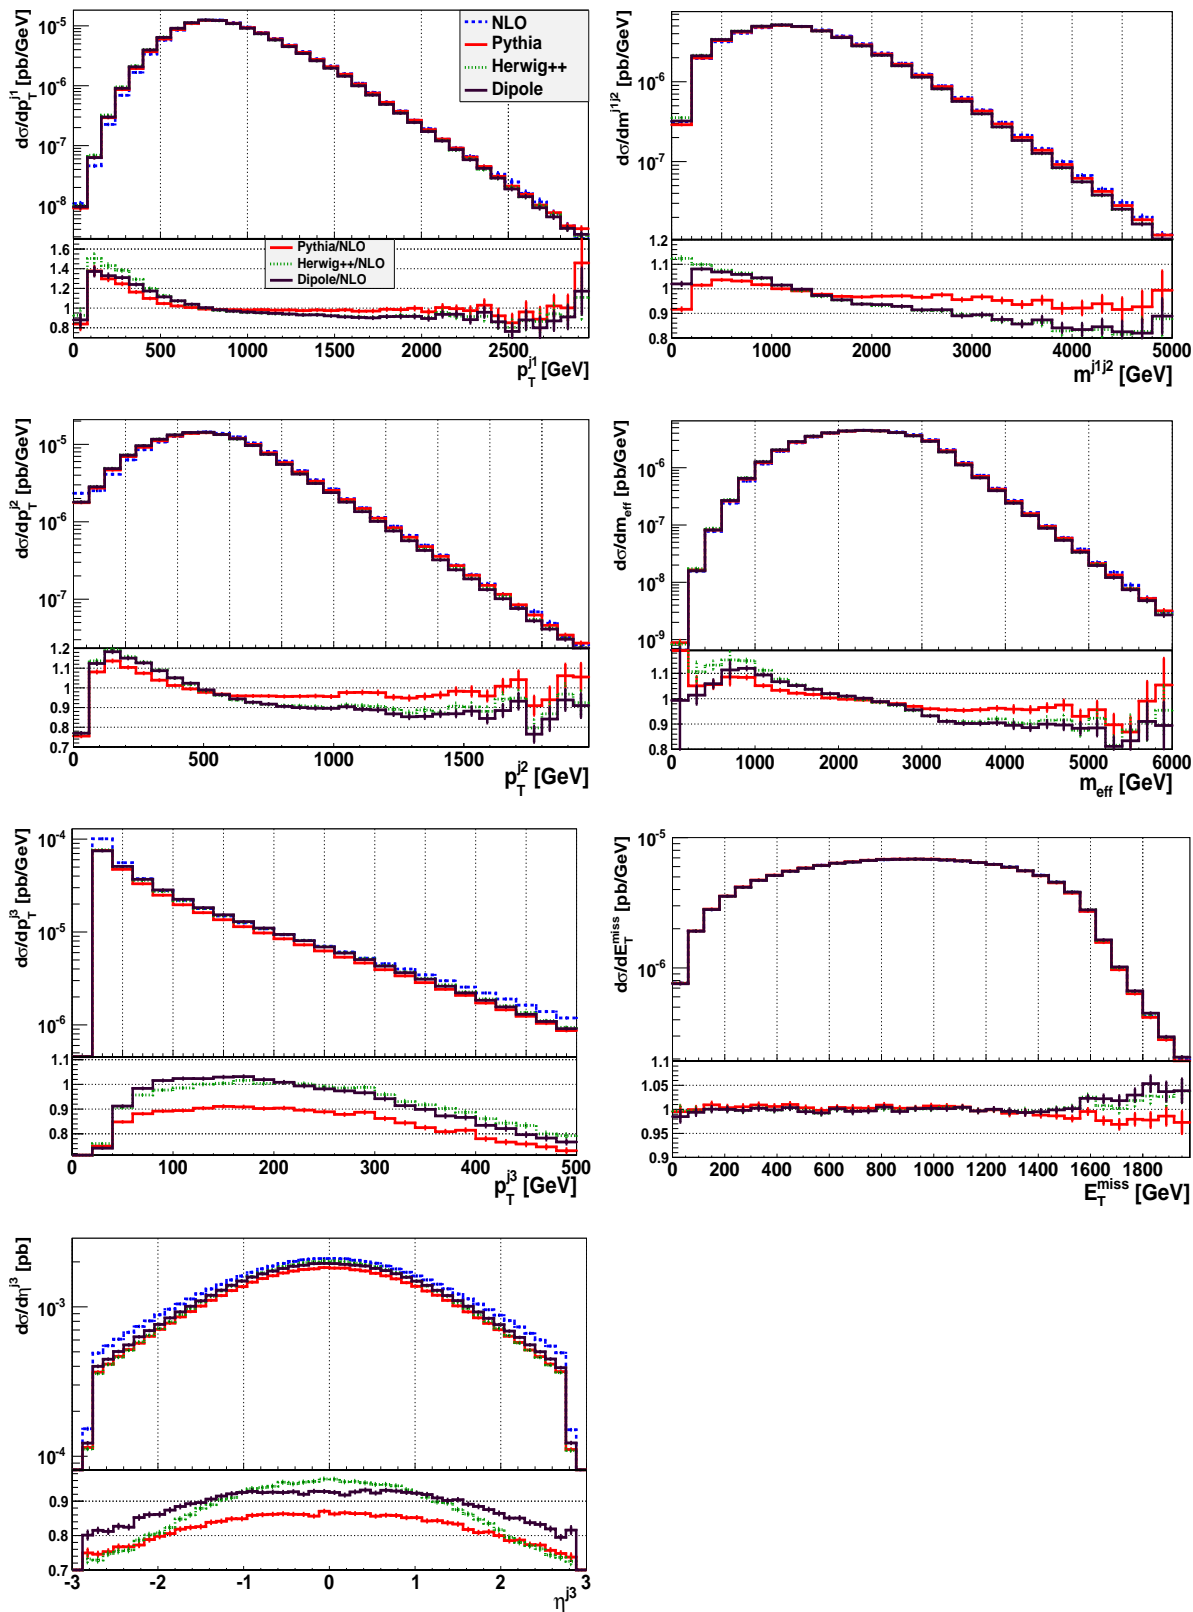 dσ/dp_T^{j1} [pb/GeV]
10^{-5}
10^{-6}
10^{-7}
10^{-8}
NLO
Pythia
Herwig++
Dipole
1.6
1.4
1.2
1
0.8
Pythia/NLO
Herwig++/NLO
Dipole/NLO
0 500 1000 1500 2000 2500
p_T^{j1} [GeV]
dσ/dm^{j1j2} [pb/GeV]
10^{-6}
10^{-7}
1.2
1.1
1
0.9
0.8
0 1000 2000 3000 4000 5000
m^{j1j2} [GeV]
dσ/dp_T^{j2} [pb/GeV]
10^{-5}
10^{-6}
10^{-7}
1.2
1.1
1
0.9
0.8
0.7
0 500 1000 1500
p_T^{j2} [GeV]
dσ/dm_{eff} [pb/GeV]
10^{-6}
10^{-7}
10^{-8}
10^{-9}
1.1
1
0.9
0.8
0 1000 2000 3000 4000 5000 6000
m_{eff} [GeV]
dσ/dp_T^{j3} [pb/GeV]
10^{-4}
10^{-5}
10^{-6}
1.1
1
0.9
0.8
0 100 200 300 400 500
p_T^{j3} [GeV]
dσ/dE_T^{miss} [pb/GeV]
10^{-5}
10^{-6}
1.1
1.05
1
0.95
0.9
0 200 400 600 800 1000 1200 1400 1600 1800
E_T^{miss} [GeV]
dσ/dη^{j3} [pb]
10^{-3}
10^{-4}
0.9
0.8
0.7
-3 -2 -1 0 1 2 3
η^{j3}